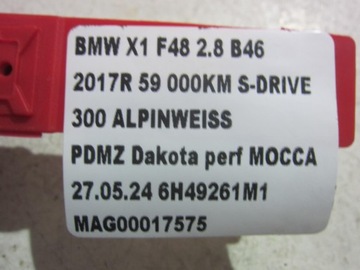 BMW X1 F48 2.8 B46
2017R 59 000KM S-DRIVE
300 ALPINWEISS
PDMZ Dakota perf MOCCA
27.05.24 6H49261M1
MAG00017575